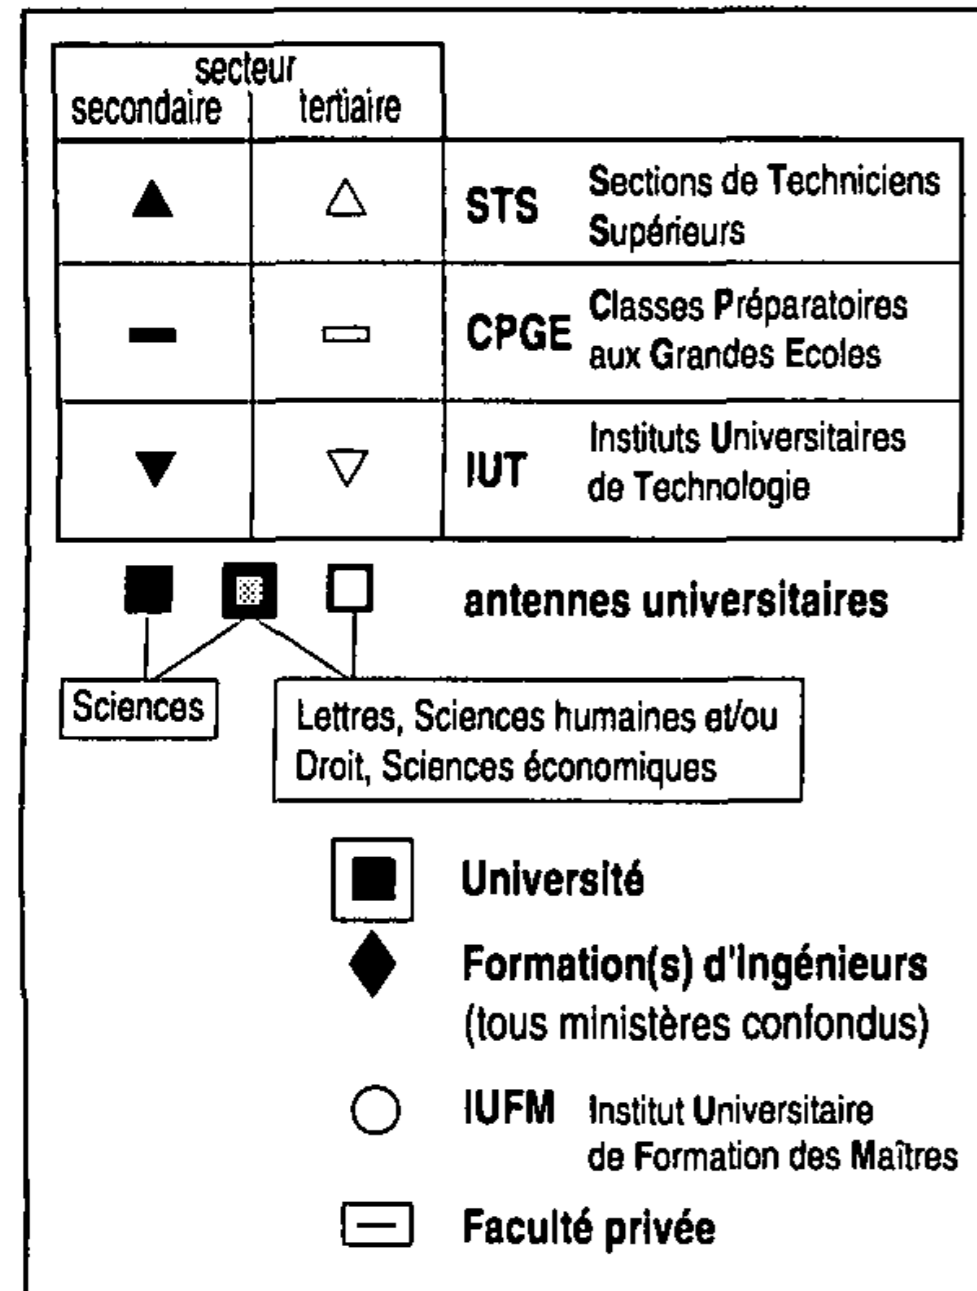 secteur
secondaire tertiaire
STS Sections de Techniciens
Supérieurs
CPGE Classes Préparatoires
aux Grandes Ecoles
IUT Instituts Universitaires
de Technologie
antennes universitaires
Sciences
Lettres, Sciences humaines et/ou
Droit, Sciences économiques
Université
Formation(s) d'Ingénieurs
(tous ministères confondus)
IUFM Institut Universitaire
de Formation des Maîtres
Faculté privée